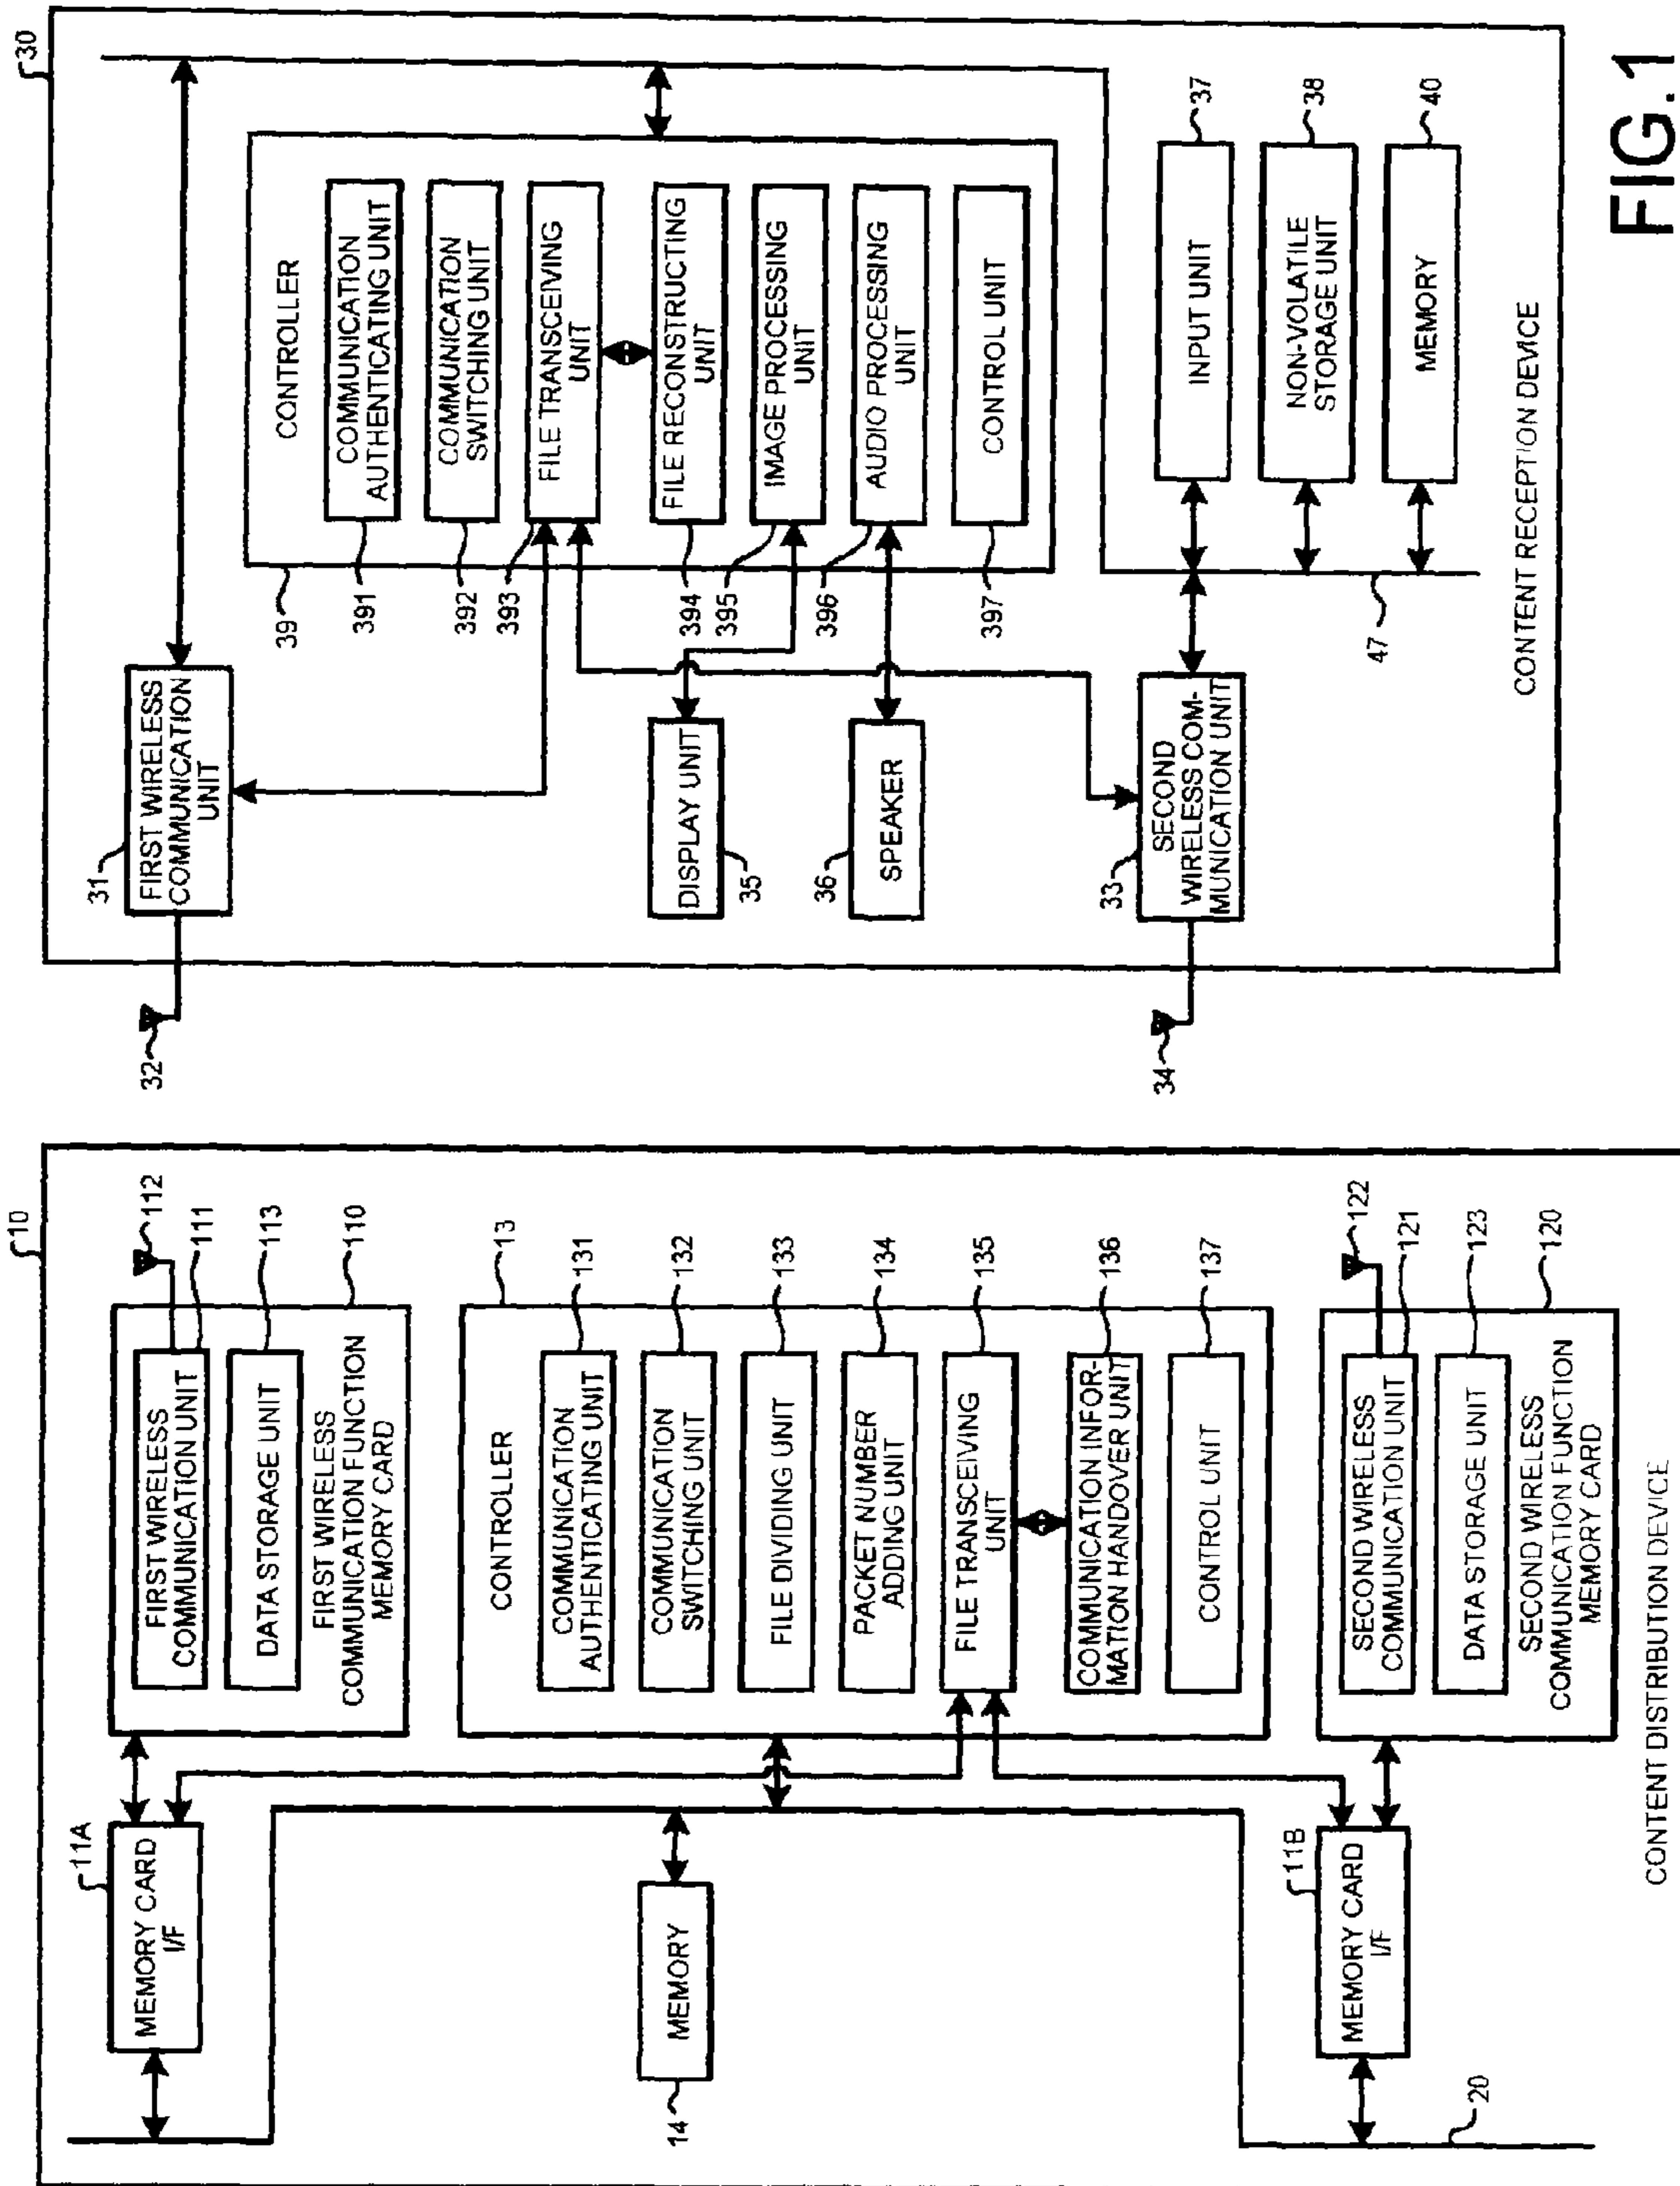 10
11A
MEMORY CARD
I/F
112
FIRST WIRELESS
COMMUNICATION UNIT
111
DATA STORAGE UNIT
113
FIRST WIRELESS
COMMUNICATION FUNCTION
MEMORY CARD
110
CONTROLLER
13
COMMUNICATION
AUTHENTICATING UNIT
131
COMMUNICATION
SWITCHING UNIT
132
FILE DIVIDING UNIT
133
PACKET NUMBER
ADDING UNIT
134
FILE TRANSCEIVING
UNIT
135
COMMUNICATION INFOR-
MATION HANDOVER UNIT
136
CONTROL UNIT
137
MEMORY
14
11B
MEMORY CARD
I/F
122
SECOND WIRELESS
COMMUNICATION UNIT
121
DATA STORAGE UNIT
123
SECOND WIRELESS
COMMUNICATION FUNCTION
MEMORY CARD
120
20
CONTENT DISTRIBUTION DEVICE
30
32
31
FIRST WIRELESS
COMMUNICATION
UNIT
39
CONTROLLER
391
COMMUNICATION
AUTHENTICATING UNIT
392
COMMUNICATION
SWITCHING UNIT
393
FILE TRANSCEIVING
UNIT
394
FILE RECONSTRUCTING
UNIT
395
IMAGE PROCESSING
UNIT
396
AUDIO PROCESSING
UNIT
397
CONTROL UNIT
DISPLAY UNIT
35
36
SPEAKER
34
33
SECOND
WIRELESS COM-
MUNICATION UNIT
INPUT UNIT
37
NON-VOLATILE
STORAGE UNIT
38
MEMORY
40
47
CONTENT RECEPTION DEVICE
FIG.1